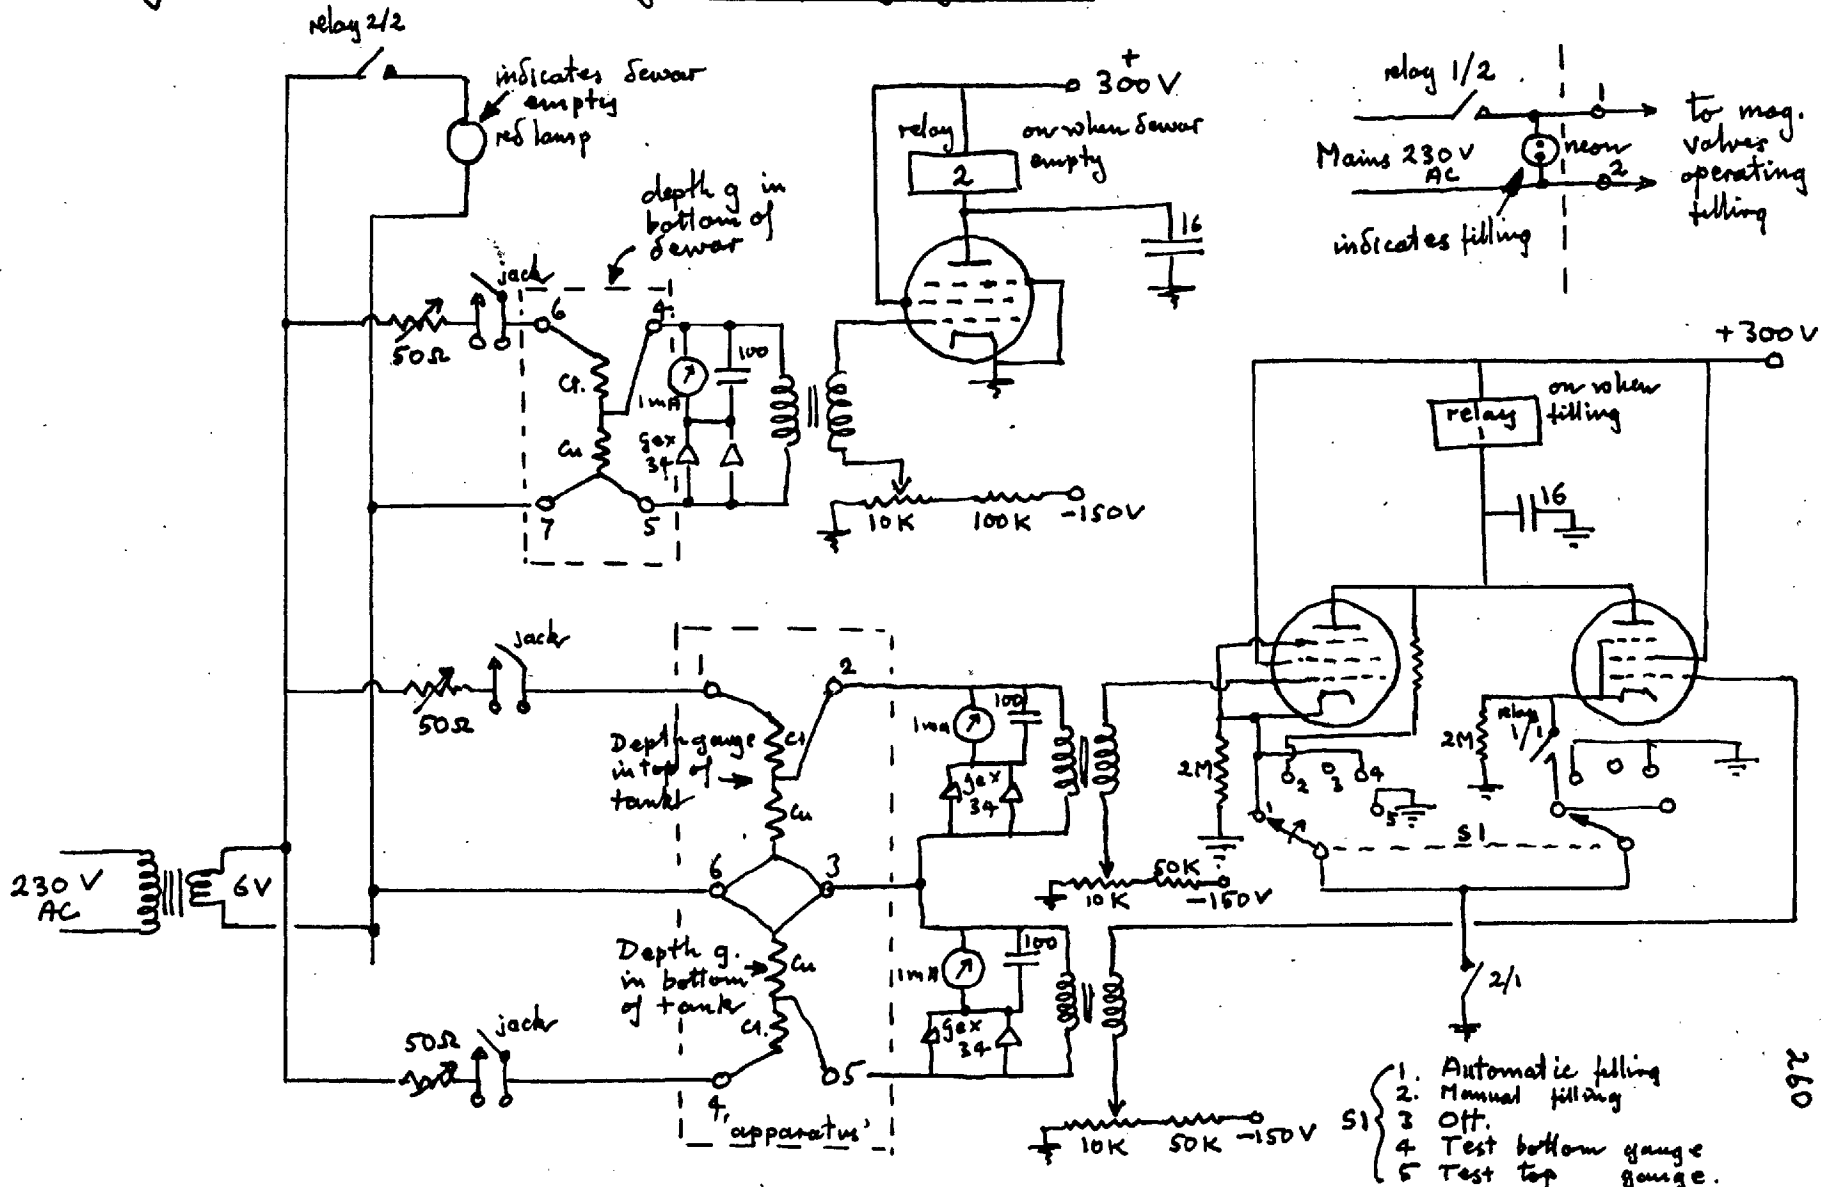 relay 2/2
indicates dewar
empty
red lamp
+
300 V
relay
2
on when dewar
empty
16
relay 1/2
1
to mag.
valves
operating
filling
Mains 230 V
AC
neon
2
indicates filling
depth g in
bottom of
dewar
jack
50Ω
6
4
Ct.
Cu
7
5
1mA
100
gex
34
10K
100K
-150V
+300V
relay
on when
filling
16
jack
50Ω
1
2
Depth gauge
in top of
tank
Ct
Cu
1mA
100
gex
34
2M
1
2
3
4
5
relay
1/1
2M
S1
230 V
AC
6V
6
3
10K
50K
-150V
Depth g.
in bottom
of tank
Cu
Ct.
1mA
100
gex
34
50Ω
jack
4
5
'apparatus'
10K
50K
-150V
2/1
S1
1. Automatic filling
2. Manual filling
3 Off.
4 Test bottom gauge
5 Test top gauge.
260